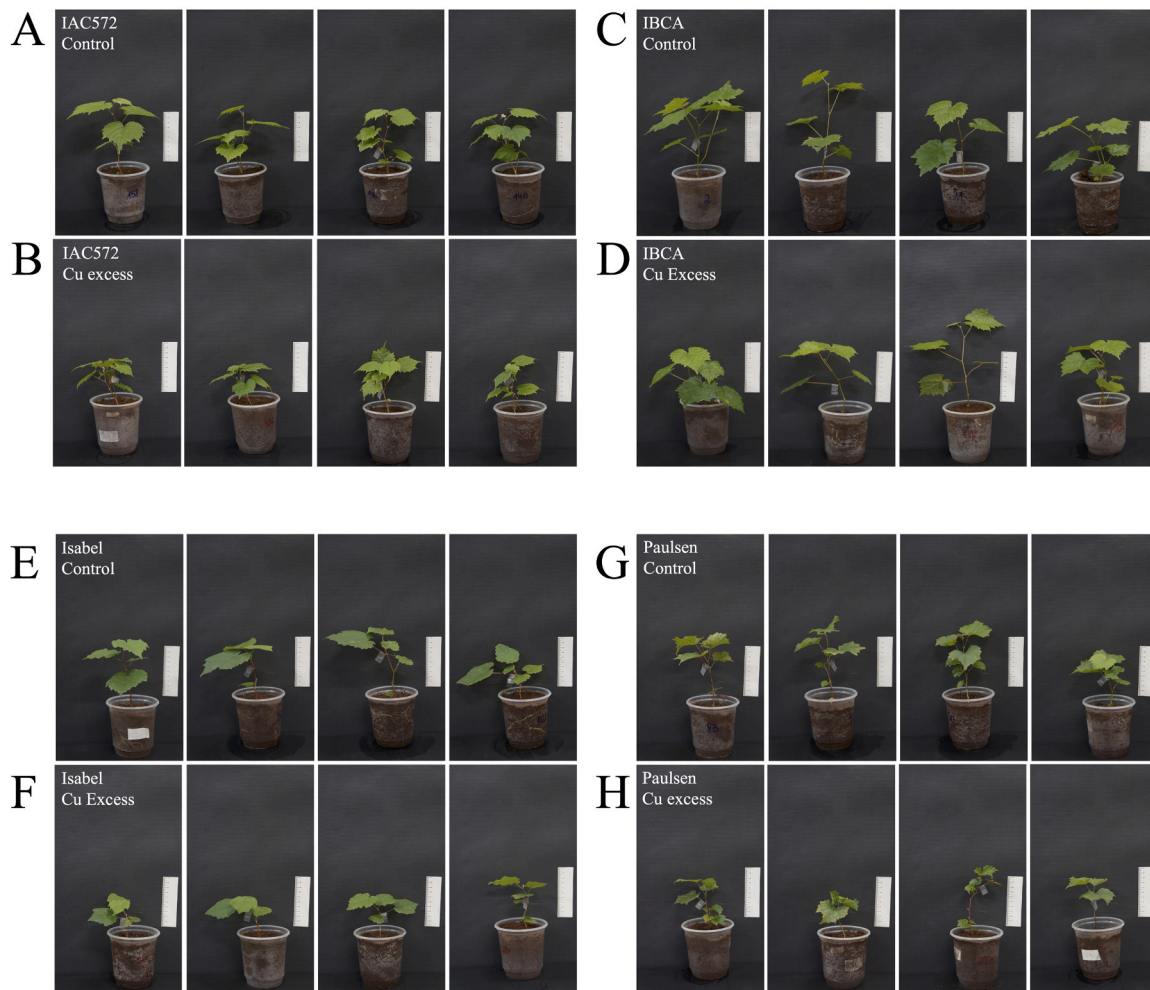 A
IAC572
Control
C
IBCA
Control
B
IAC572
Cu excess
D
IBCA
Cu Excess
E
Isabel
Control
G
Paulsen
Control
F
Isabel
Cu Excess
H
Paulsen
Cu excess